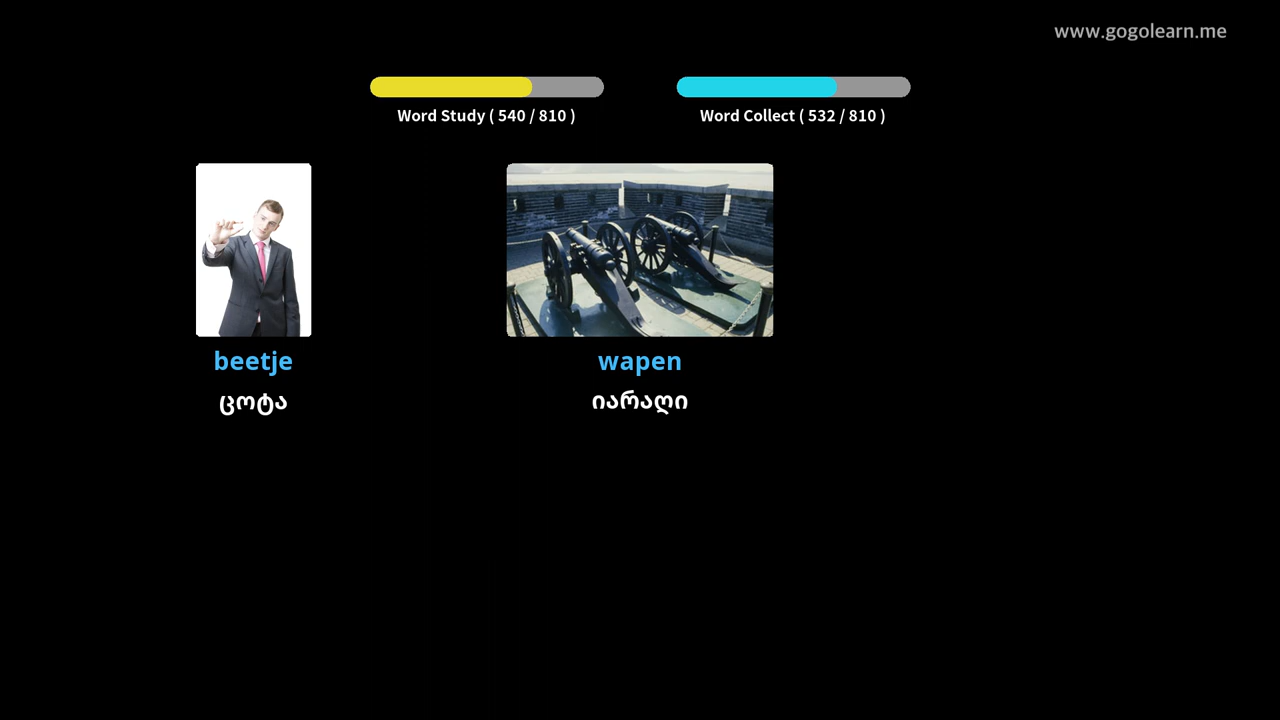 www.gogolearn.me
Word Study ( 540 / 810 )
Word Collect ( 532 / 810 )
beetje
wapen
ცოტა
იარაღი